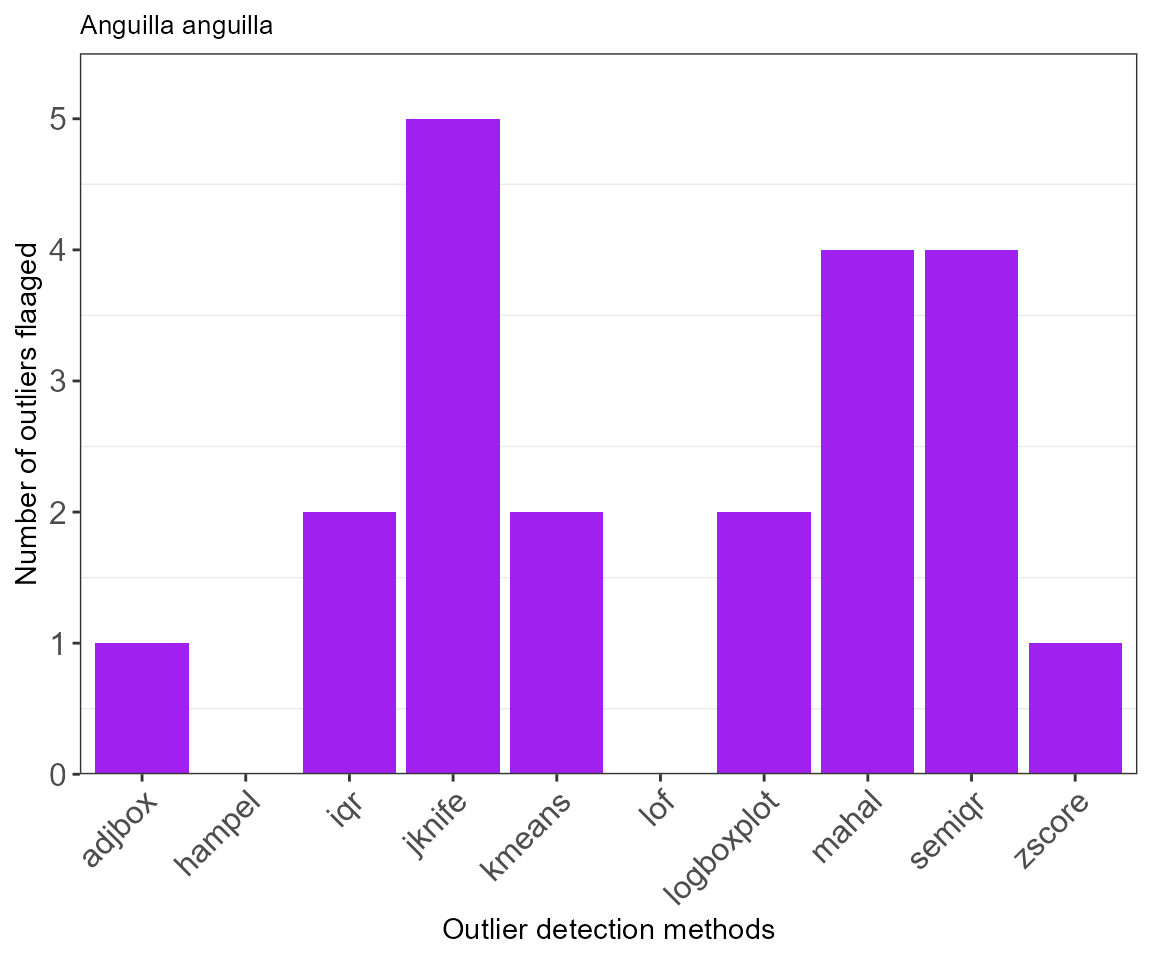 Anguilla anguilla
Number of outliers flaaged
5
4
3
2
1
0
adjbox
hampel
iqr
jknife
kmeans
lof
logboxplot
mahal
semiqr
zscore
Outlier detection methods